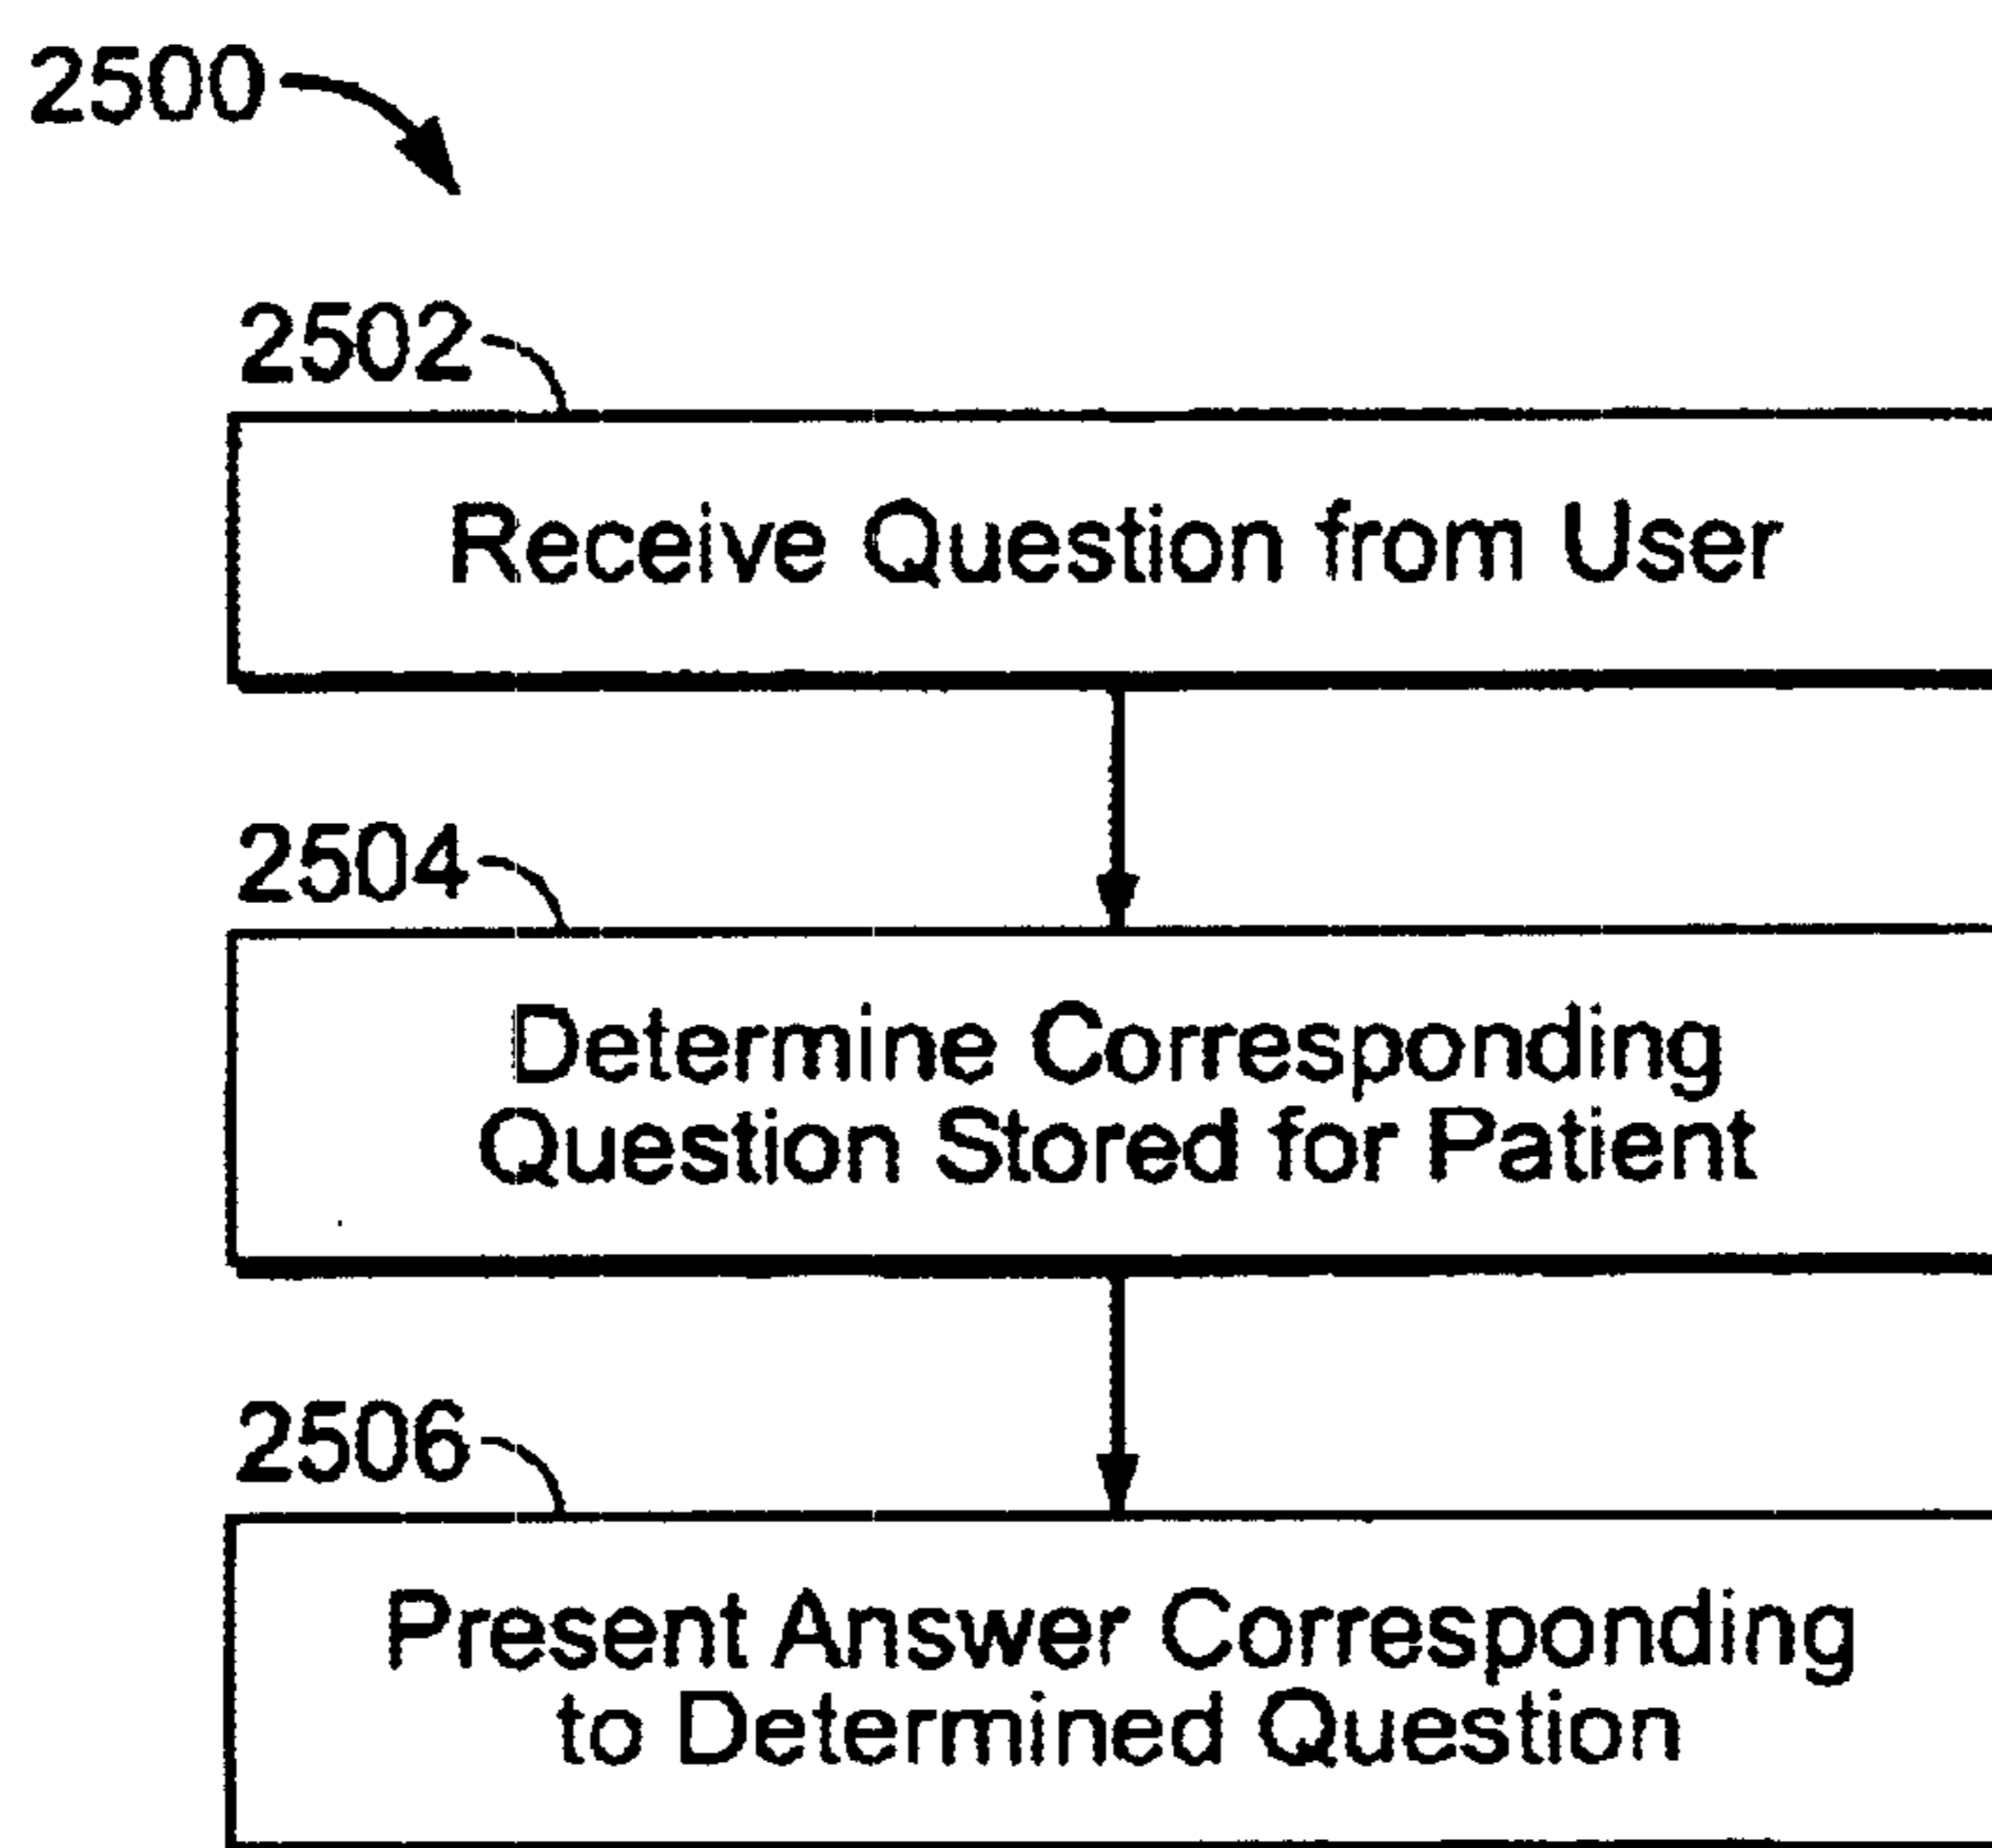 2500
2502
Receive Question from User
2504
Determine Corresponding
Question Stored for Patient
2506
Present Answer Corresponding
to Determined Question